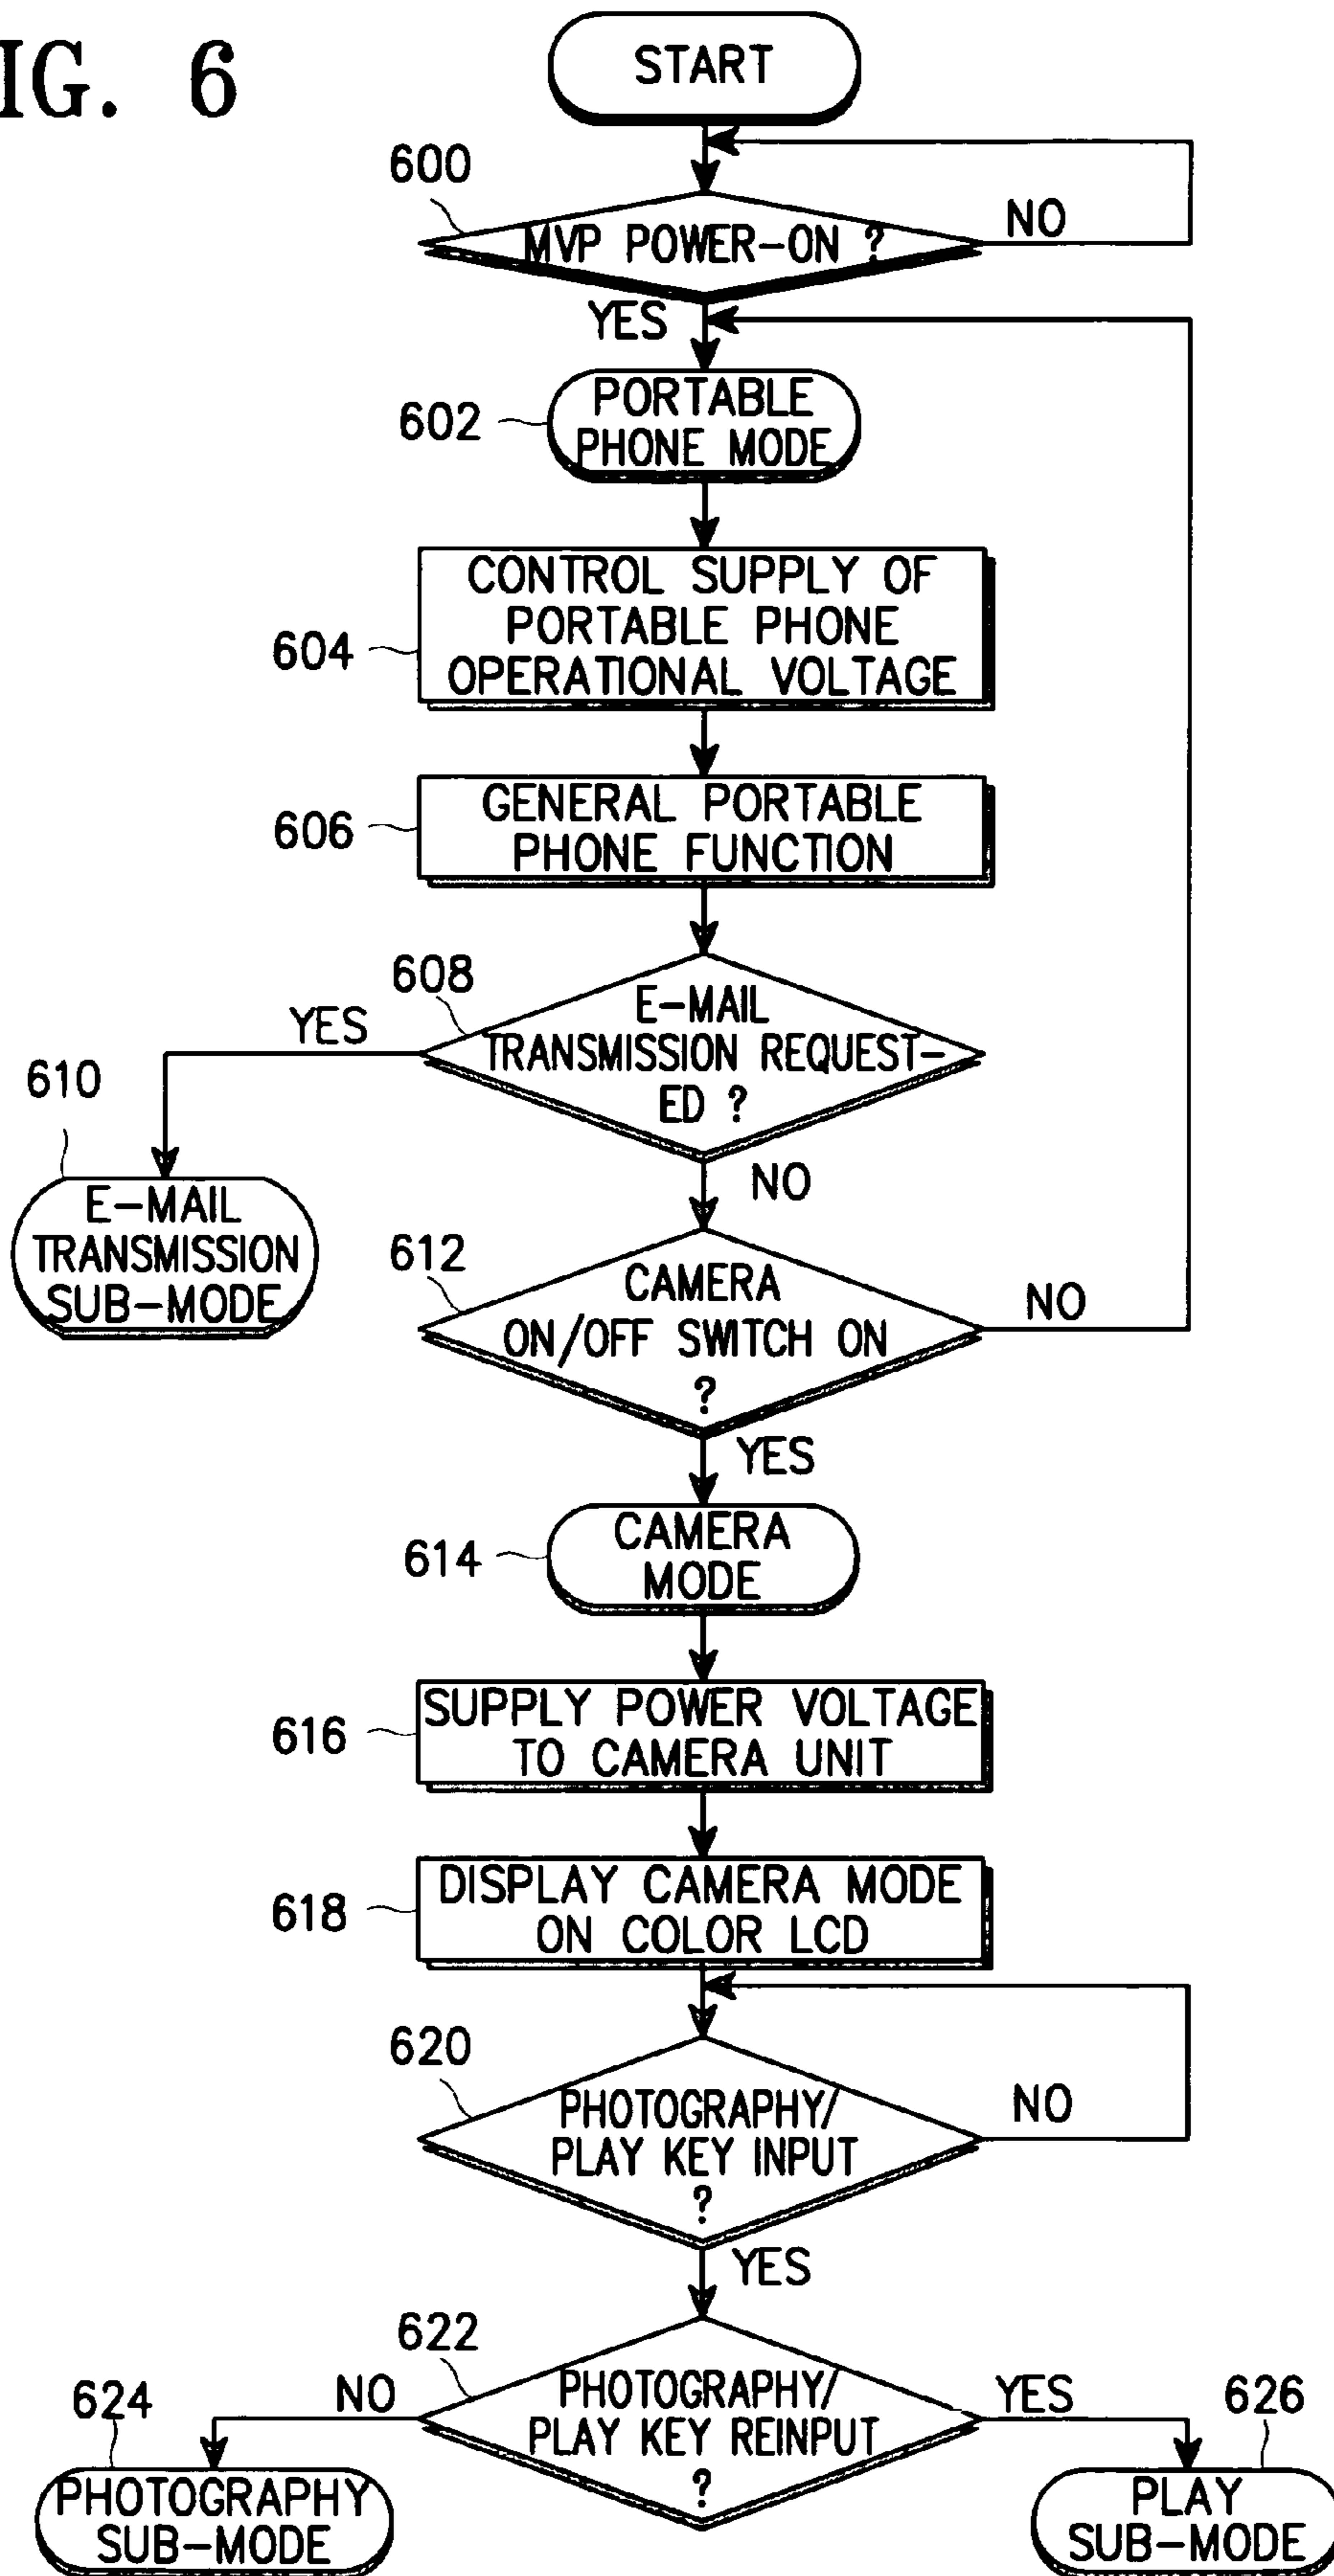 IG. 6
START
600
MVP POWER-ON ?
NO
YES
602
PORTABLE
PHONE MODE
604
CONTROL SUPPLY OF
PORTABLE PHONE
OPERATIONAL VOLTAGE
606
GENERAL PORTABLE
PHONE FUNCTION
608
E-MAIL
TRANSMISSION REQUEST-
ED ?
YES
NO
610
E-MAIL
TRANSMISSION
SUB-MODE
612
CAMERA
ON/OFF SWITCH ON
?
NO
YES
614
CAMERA
MODE
616
SUPPLY POWER VOLTAGE
TO CAMERA UNIT
618
DISPLAY CAMERA MODE
ON COLOR LCD
620
PHOTOGRAPHY/
PLAY KEY INPUT
?
NO
YES
622
PHOTOGRAPHY/
PLAY KEY REINPUT
?
NO
YES
624
PHOTOGRAPHY
SUB-MODE
626
PLAY
SUB-MODE